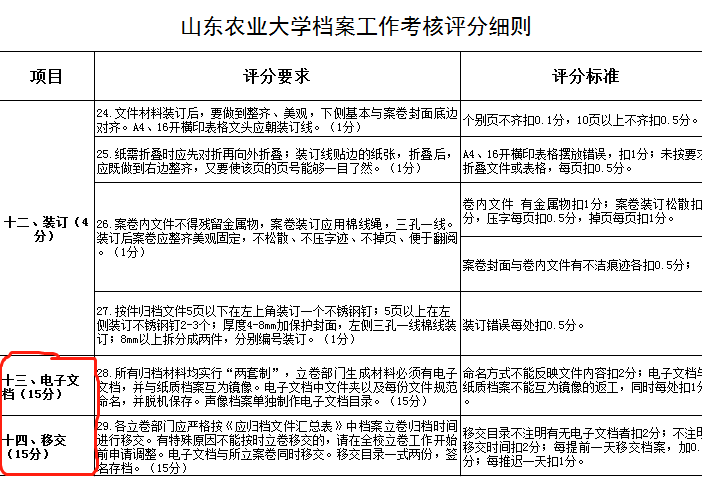 山东农业大学档案工作考核评分细则
项目
评分要求
评分标准
十二、装订（4
分）
24.文件材料装订后，要做到整齐、美观，下侧基本与案卷封面底边
对齐。A4、16开横印表格文头应朝装订线。（1分）
个别页不齐扣0.1分，10页以上不齐扣0.5分。
25.纸需折叠时应先对折再向外折叠；装订线贴边的纸张，折叠后，
应既做到右边整齐，又要使该页的页号能够一目了然。（1分）
A4、16开横印表格摆放错误，扣1分；未按要求
折叠文件或表格，每页扣0.5分。
26.案卷内文件不得残留金属物，案卷装订应用棉线绳，三孔一线。
装订后案卷应整齐美观固定，不松散、不压字迹、不掉页、便于翻阅
。（1分）
卷内文件 有金属物扣1分；案卷装订松散扣
分，压字每页扣0.5分，掉页每页扣1分。
案卷封面与卷内文件有不洁痕迹各扣0.5分；
27.按件归档文件5页以下在左上角装订一个不锈钢钉；5页以上在左
侧装订不锈钢钉2-3个；厚度4-8mm加保护封面，左侧三孔一线棉线装
订；8mm以上拆分成两件，分别编号装订。（1分）
装订错误每处扣0.5分。
十三、电子文
档（15分）
28.所有归档材料均实行“两套制”，立卷部门生成材料必须有电子
文档，并与纸质档案互为镜像。电子文档中文件夹以及每份文件规范
命名，并脱机保存。声像档案单独制作电子文档目录。（15分）
命名方式不能反映文件内容扣2分；电子文档与
纸质档案不能互为镜像的返工，同时每处扣1分
。
十四、移交
（15分）
29.各立卷部门应严格按《应归档文件汇总表》中档案立卷归档时间
进行移交。有特殊原因不能按时立卷移交的，请在全校立卷工作开始
前申请调整。电子文档与所立案卷同时移交。移交目录一式两份，签
名存档。（15分）
移交目录不注明有无电子文档者扣2分；不注明
移交时间扣2分；每提前一天移交档案，加0.
分；每推迟一天扣1分。